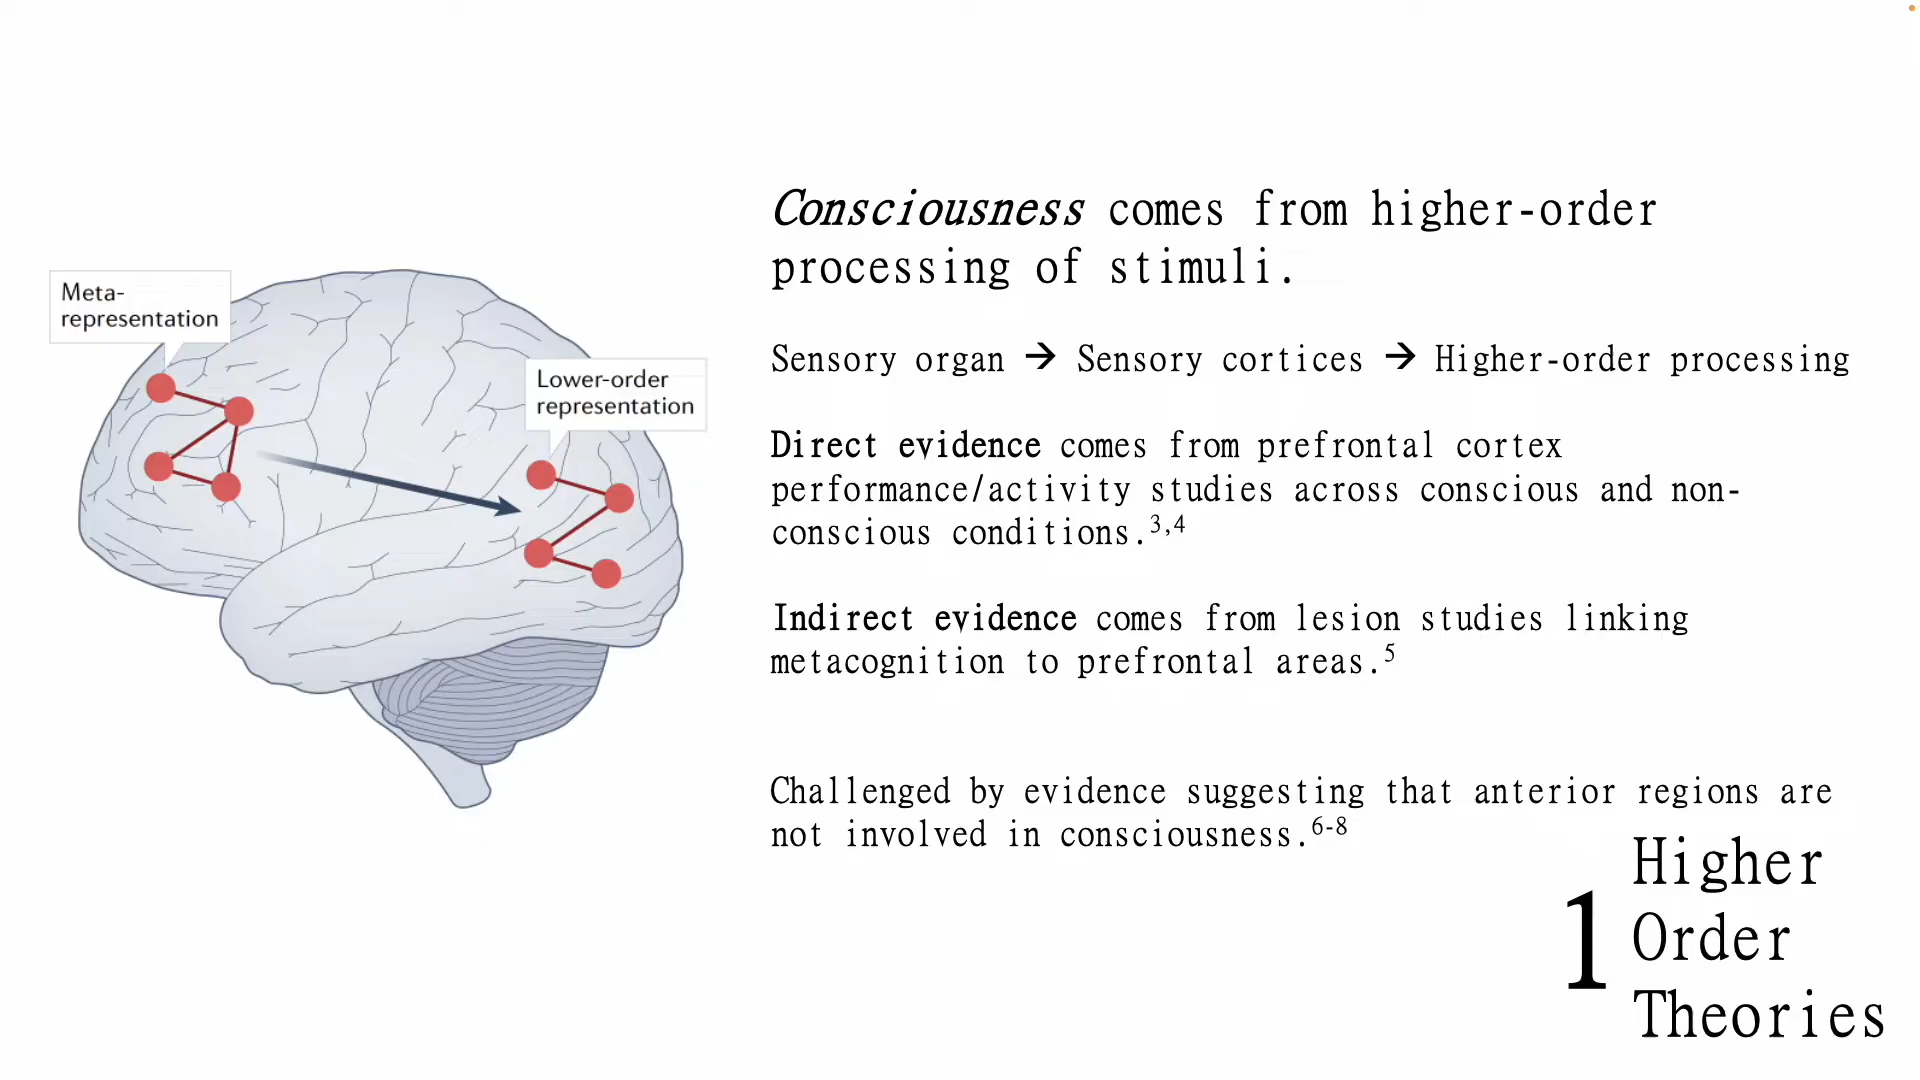 Meta-
representation
Lower-order
representation
Consciousness comes from higher-order
processing of stimuli.
Sensory organ → Sensory cortices → Higher-order processing
Direct evidence comes from prefrontal cortex
performance/activity studies across conscious and non-
conscious conditions.3,4
Indirect evidence comes from lesion studies linking
metacognition to prefrontal areas.5
Challenged by evidence suggesting that anterior regions are
not involved in consciousness.6-8
1
Higher
Order
Theories